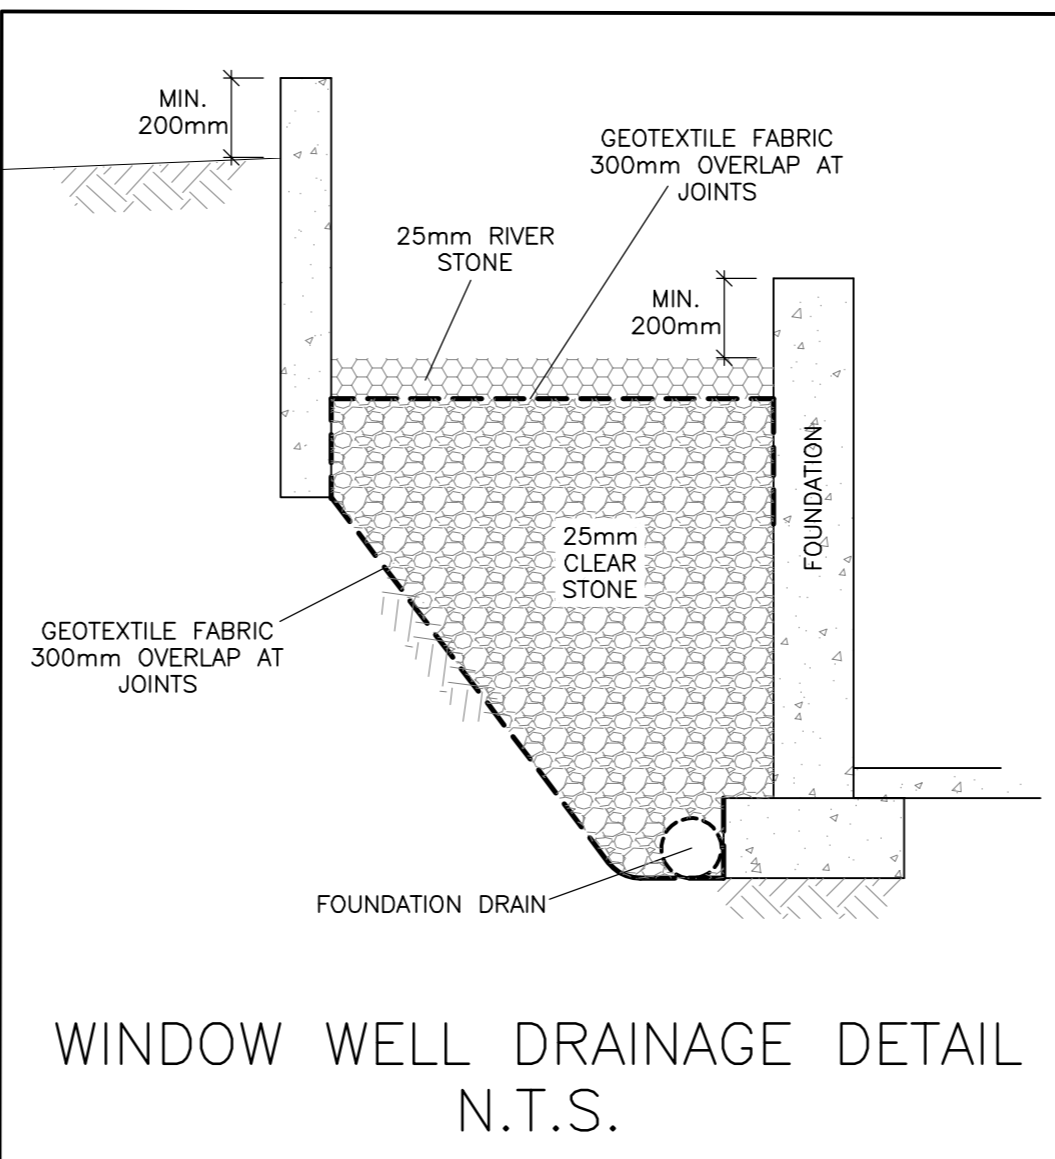 MIN.
200mm
GEOTEXTILE FABRIC
300mm OVERLAP AT
JOINTS
25mm RIVER
STONE
MIN.
200mm
FOUNDATION
25mm
CLEAR
STONE
GEOTEXTILE FABRIC
300mm OVERLAP AT
JOINTS
FOUNDATION DRAIN
WINDOW WELL DRAINAGE DETAIL
N.T.S.